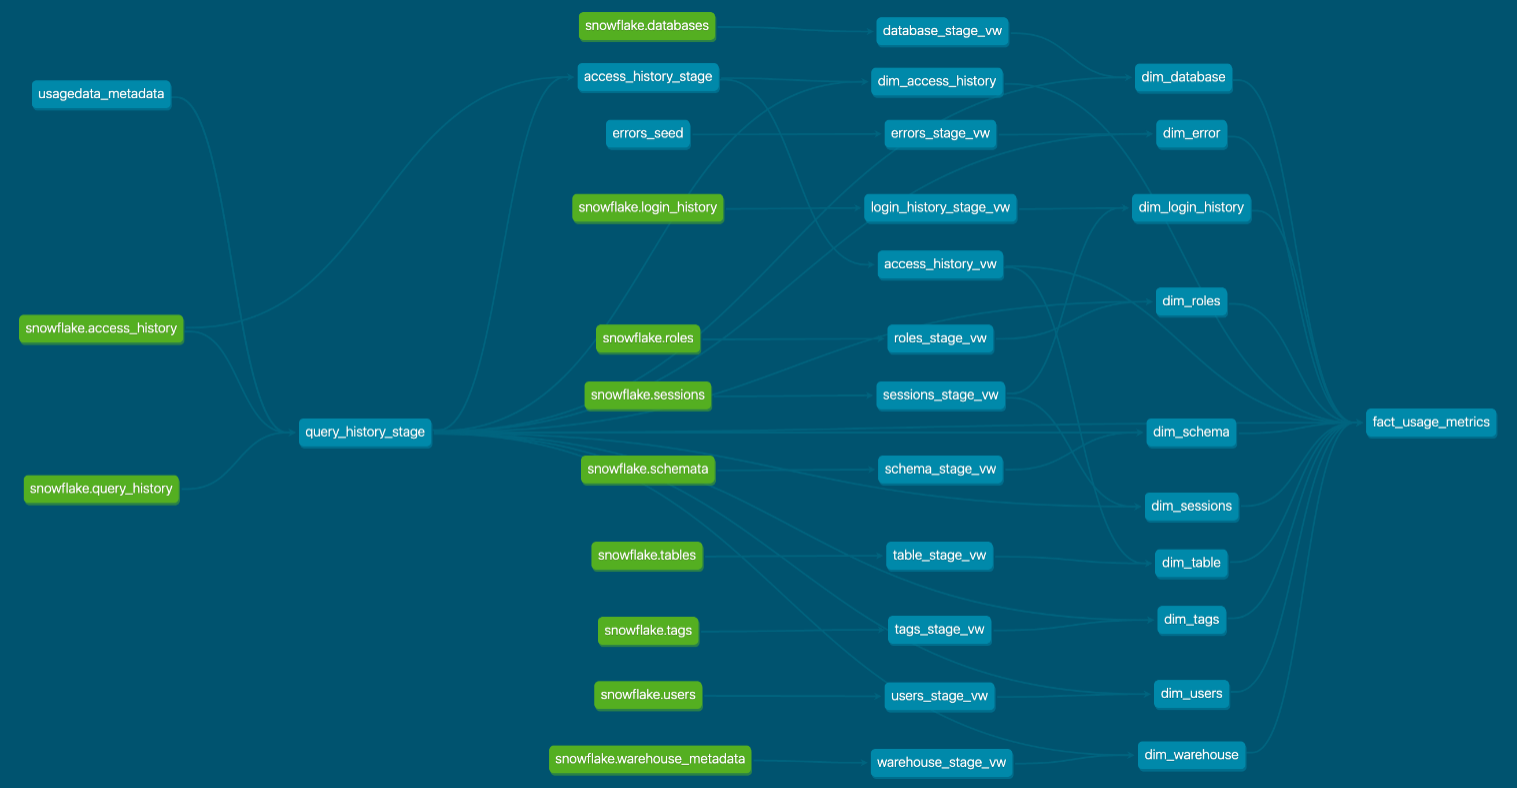 usagedata_metadata
snowflake.access_history
snowflake.query_history
query_history_stage
snowflake.databases
access_history_stage
errors_seed
snowflake.login_history
snowflake.roles
snowflake.sessions
snowflake.schemata
snowflake.tables
snowflake.tags
snowflake.users
snowflake.warehouse_metadata
database_stage_vw
dim_access_history
errors_stage_vw
login_history_stage_vw
access_history_vw
roles_stage_vw
sessions_stage_vw
schema_stage_vw
table_stage_vw
tags_stage_vw
users_stage_vw
warehouse_stage_vw
dim_database
dim_error
dim_login_history
dim_roles
dim_schema
dim_sessions
dim_table
dim_tags
dim_users
dim_warehouse
fact_usage_metrics